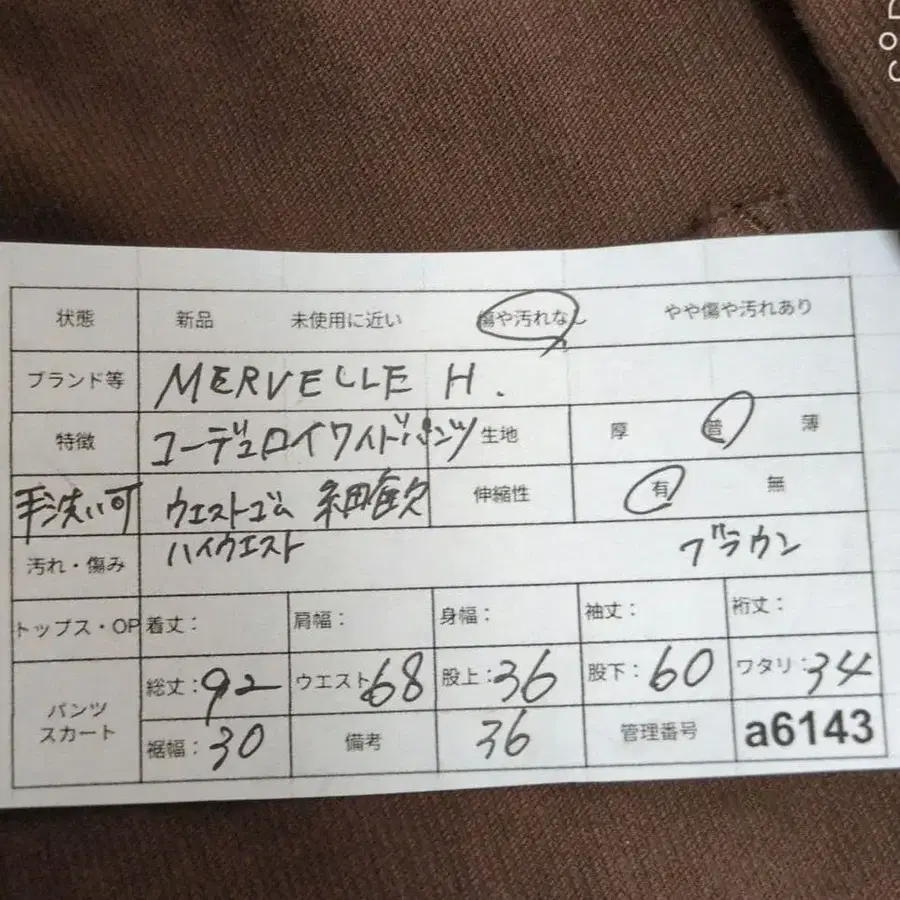 状態 新品 未使用に近い 傷や汚れなし やや傷や汚れあり
ブランド等 MERVELLE H.
特徴 コーデュロイワイドパンツ 生地 厚 普 薄
手洗い可 ウエストゴム 細畝 伸縮性 有 無
汚れ・傷み ハイウエスト ブラウン
トップス・OP 着丈: 肩幅: 身幅: 袖丈: 裄丈:
パンツ スカート 総丈:92 ウエスト68 股上:36 股下:60 ワタリ:34
裾幅:30 備考 36 管理番号 a6143